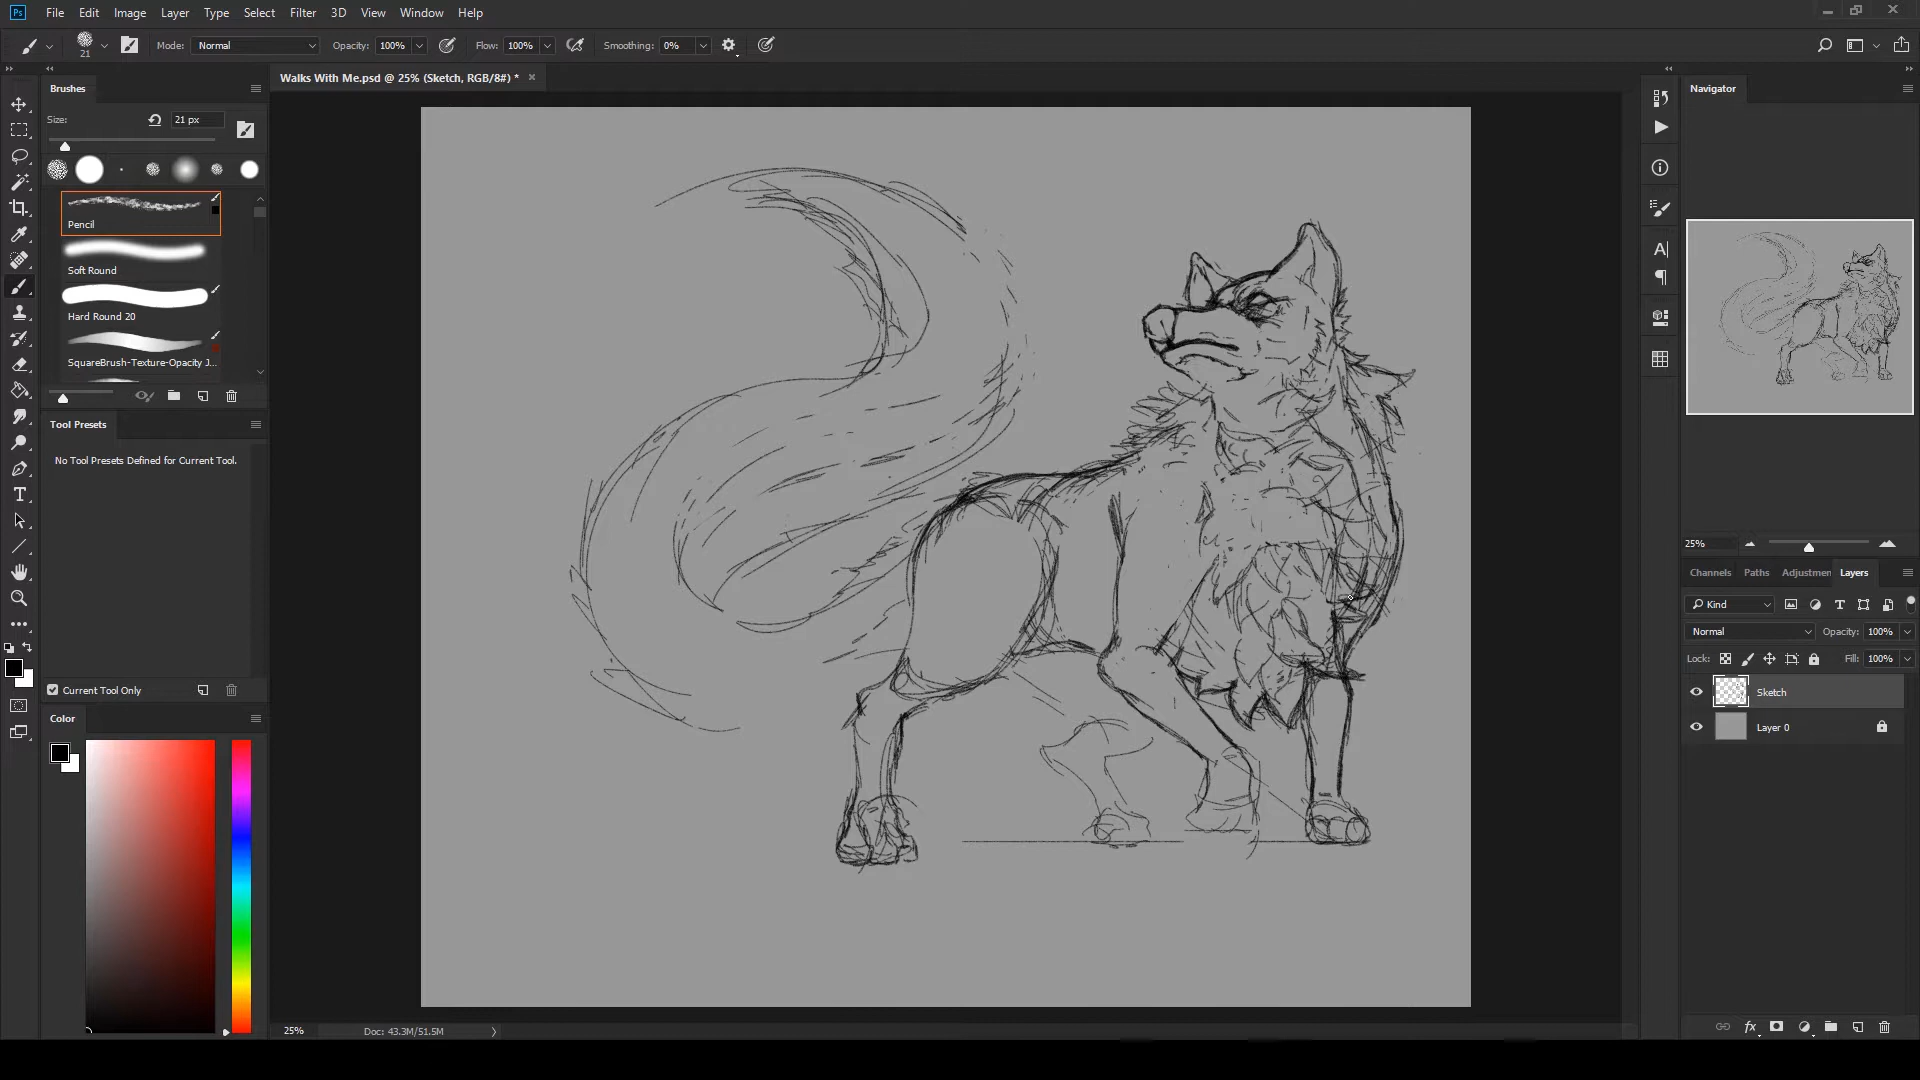 Ps File Edit Image Layer Type Select Filter 3D View Window Help
21 Mode: Normal Opacity: 100% Flow: 100% Smoothing: 0%
Walks With Me.psd @ 25% (Sketch, RGB/8#) *
Brushes
Size: 21 px
Pencil
Soft Round
Hard Round 20
SquareBrush-Texture-Opacity J...
Tool Presets
No Tool Presets Defined for Current Tool.
Current Tool Only
Color
25% Doc: 43.3M/51.5M
Navigator
25%
Channels Paths Adjustmen Layers
Kind
Normal Opacity: 100%
Lock: Fill: 100%
Sketch
Layer 0
fx